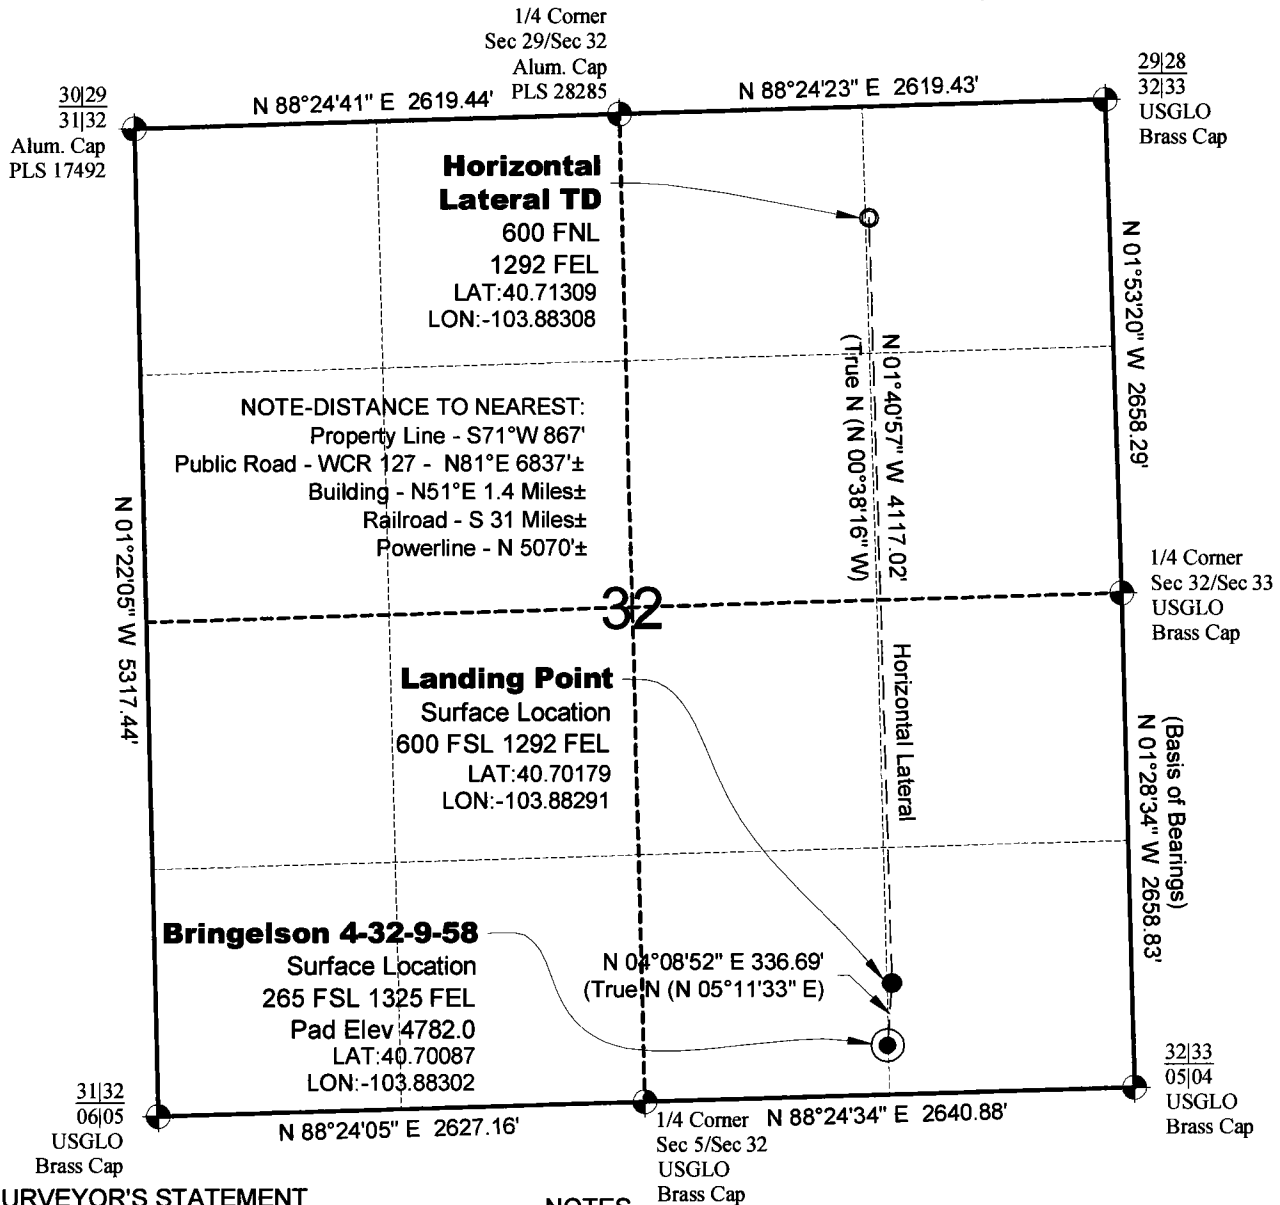 1/4 Corner
Sec 29/Sec 32
Alum. Cap
PLS 28285
30|29
31|32
Alum. Cap
PLS 17492
N 88°24'41" E 2619.44'
N 88°24'23" E 2619.43'
29|28
32|33
USGLO
Brass Cap
Horizontal
Lateral TD
600 FNL
1292 FEL
LAT:40.71309
LON:-103.88308
N 01°53'20" W 2658.29'
N 01°40'57" W 4117.02'
(True N (N 00°38'16" W)
NOTE-DISTANCE TO NEAREST:
Property Line - S71°W 867'
Public Road - WCR 127 - N81°E 6837'±
Building - N51°E 1.4 Miles±
Railroad - S 31 Miles±
Powerline - N 5070'±
N 01°22'05" W 5317.44'
32
1/4 Corner
Sec 32/Sec 33
USGLO
Brass Cap
Horizontal Lateral
Landing Point
Surface Location
600 FSL 1292 FEL
LAT:40.70179
LON:-103.88291
(Basis of Bearings)
N 01°28'34" W 2658.83'
Bringelson 4-32-9-58
Surface Location
265 FSL 1325 FEL
Pad Elev 4782.0
LAT:40.70087
LON:-103.88302
N 04°08'52" E 336.69'
(True N (N 05°11'33" E)
31|32
06|05
USGLO
Brass Cap
N 88°24'05" E 2627.16'
1/4 Corner
Sec 5/Sec 32
USGLO
Brass Cap
N 88°24'34" E 2640.88'
32|33
05|04
USGLO
Brass Cap
URVEYOR'S STATEMENT
NOTES